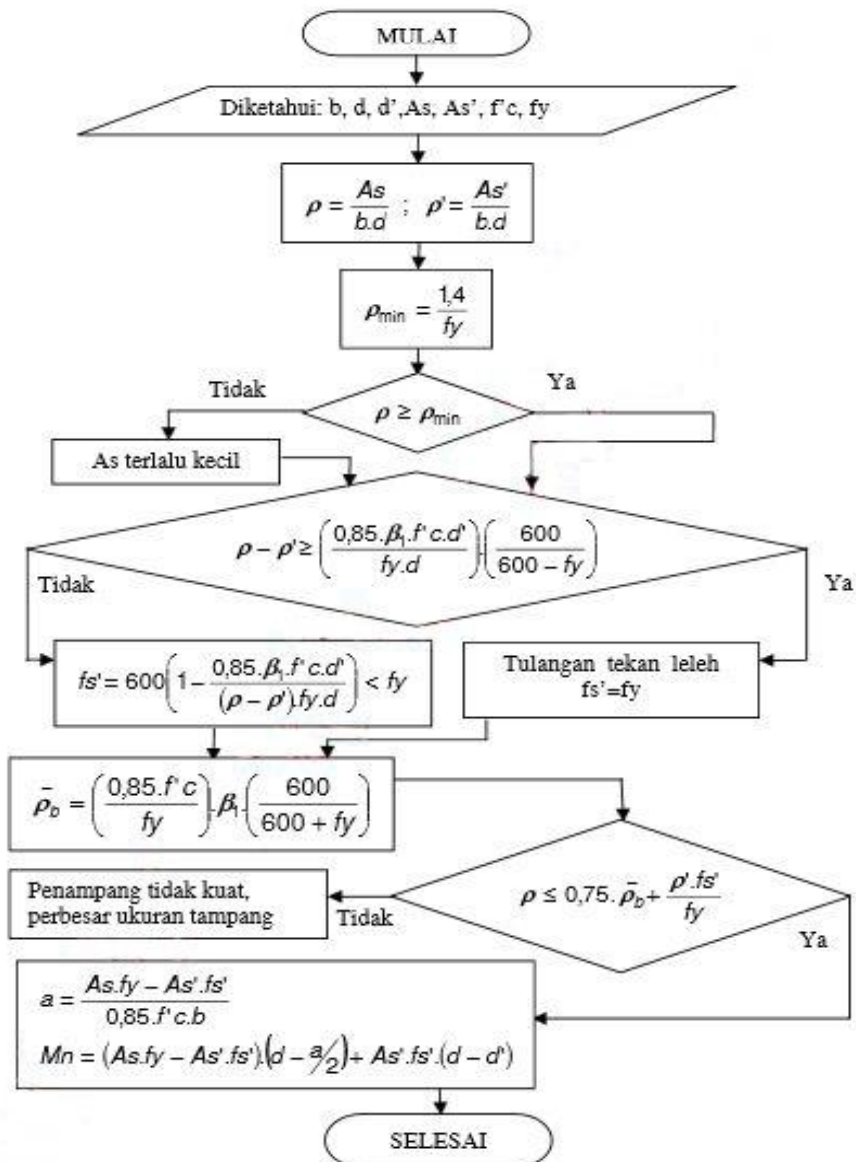 MULAI
Diketahui: b, d, d’,As, As’, f’c, fy
ρ = As/b.d ; ρ' = As'/b.d
ρmin = 1,4/fy
Tidak
Ya
ρ ≥ ρmin
As terlalu kecil
ρ – ρ' ≥ (0,85.β1.f'c.d'/fy.d).(600/600 – fy)
Tidak
Ya
fs' = 600(1 – 0,85.β1.f'c.d'/(ρ – ρ').fy.d) < fy
Tulangan tekan leleh
fs’=fy
ρ̄b = (0,85.f'c/fy).β1.(600/600 + fy)
ρ ≤ 0,75.ρ̄b + ρ'.fs'/fy
Penampang tidak kuat,
perbesar ukuran tampang
Tidak
Ya
a = As.fy – As'.fs'/0,85.f'c.b
Mn = (As.fy – As'.fs').(d – a/2) + As'.fs'.(d – d')
SELESAI